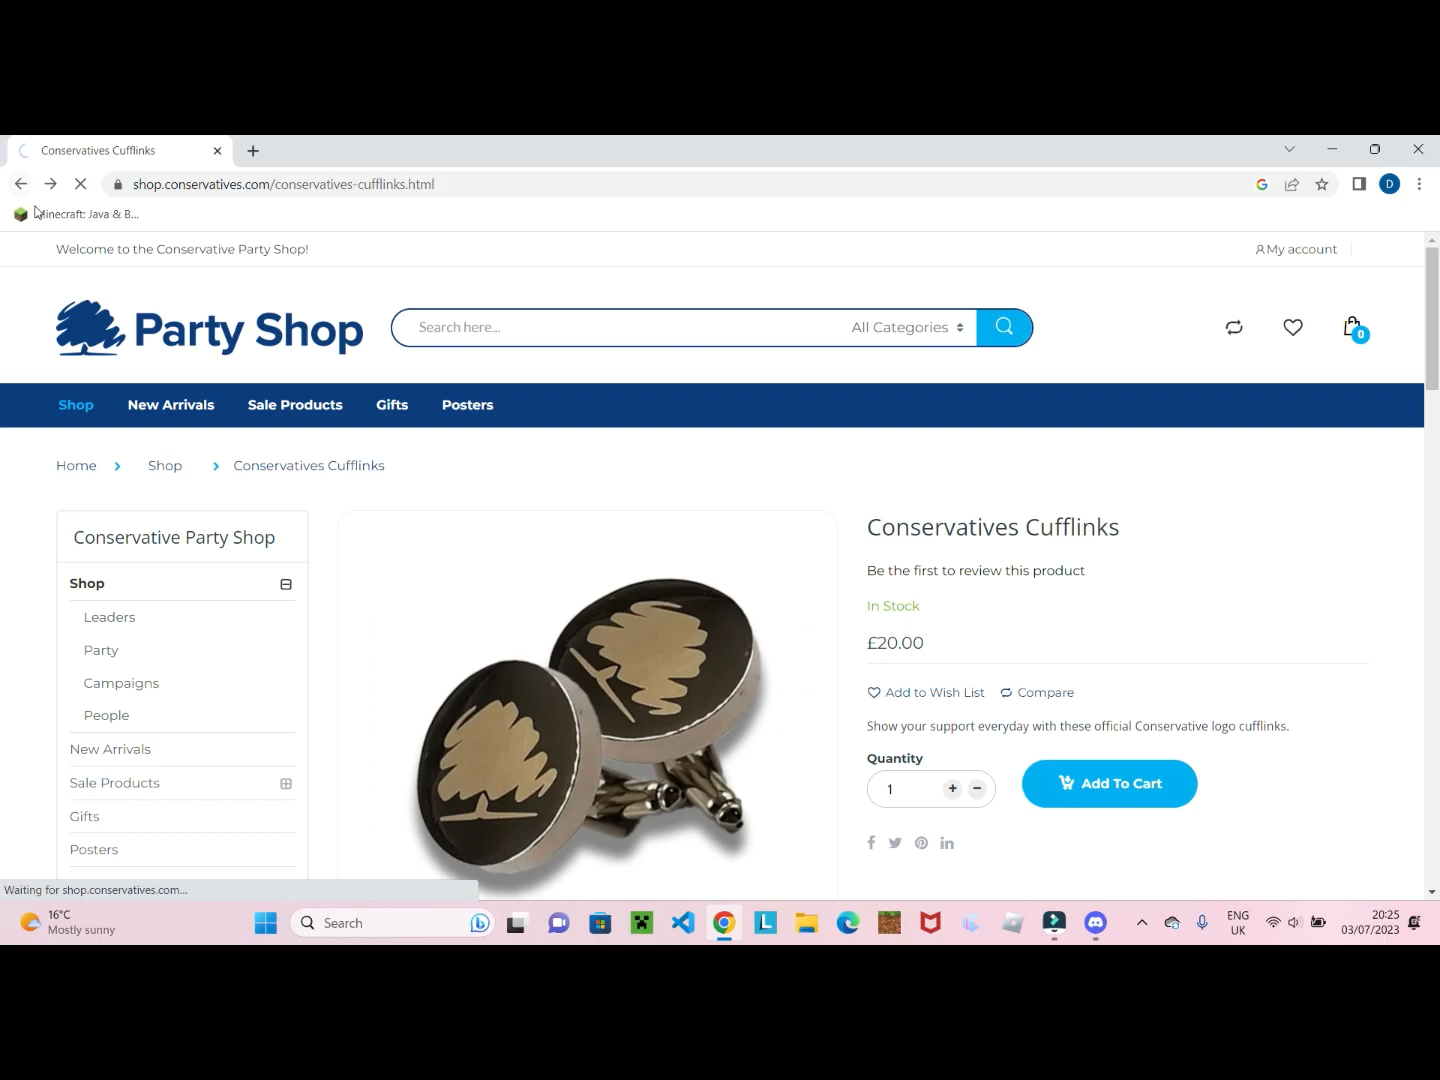 Conservatives Cufflinks
shop.conservatives.com/conservatives-cufflinks.html
Minecraft: Java & B...
Welcome to the Conservative Party Shop!
My account
Party Shop
Search here...
All Categories
0
Shop
New Arrivals
Sale Products
Gifts
Posters
Home
Shop
Conservatives Cufflinks
Conservative Party Shop
Shop
Leaders
Party
Campaigns
People
New Arrivals
Sale Products
Gifts
Posters
Conservatives Cufflinks
Be the first to review this product
In Stock
£20.00
Add to Wish List
Compare
Show your support everyday with these official Conservative logo cufflinks.
Quantity
1
Add To Cart
Waiting for shop.conservatives.com...
16°C
Mostly sunny
Search
ENG
UK
20:25
03/07/2023